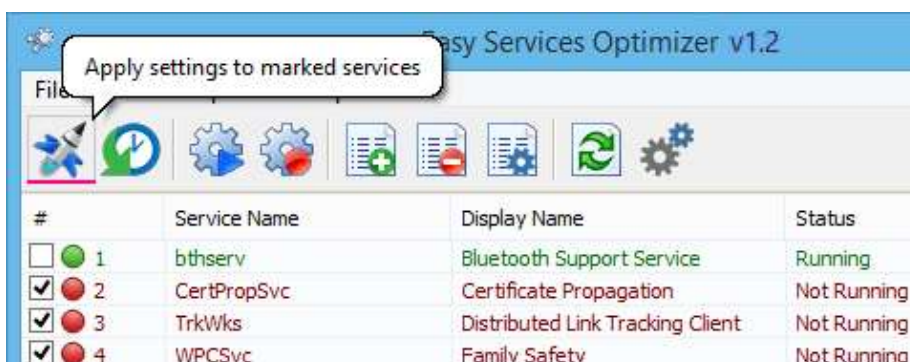 Easy Services Optimizer v1.2
Apply settings to marked services
File
# Service Name Display Name Status
1 bthserv Bluetooth Support Service Running
2 CertPropSvc Certificate Propagation Not Running
3 TrkWks Distributed Link Tracking Client Not Running
4 WPCSvc Family Safety Not Running